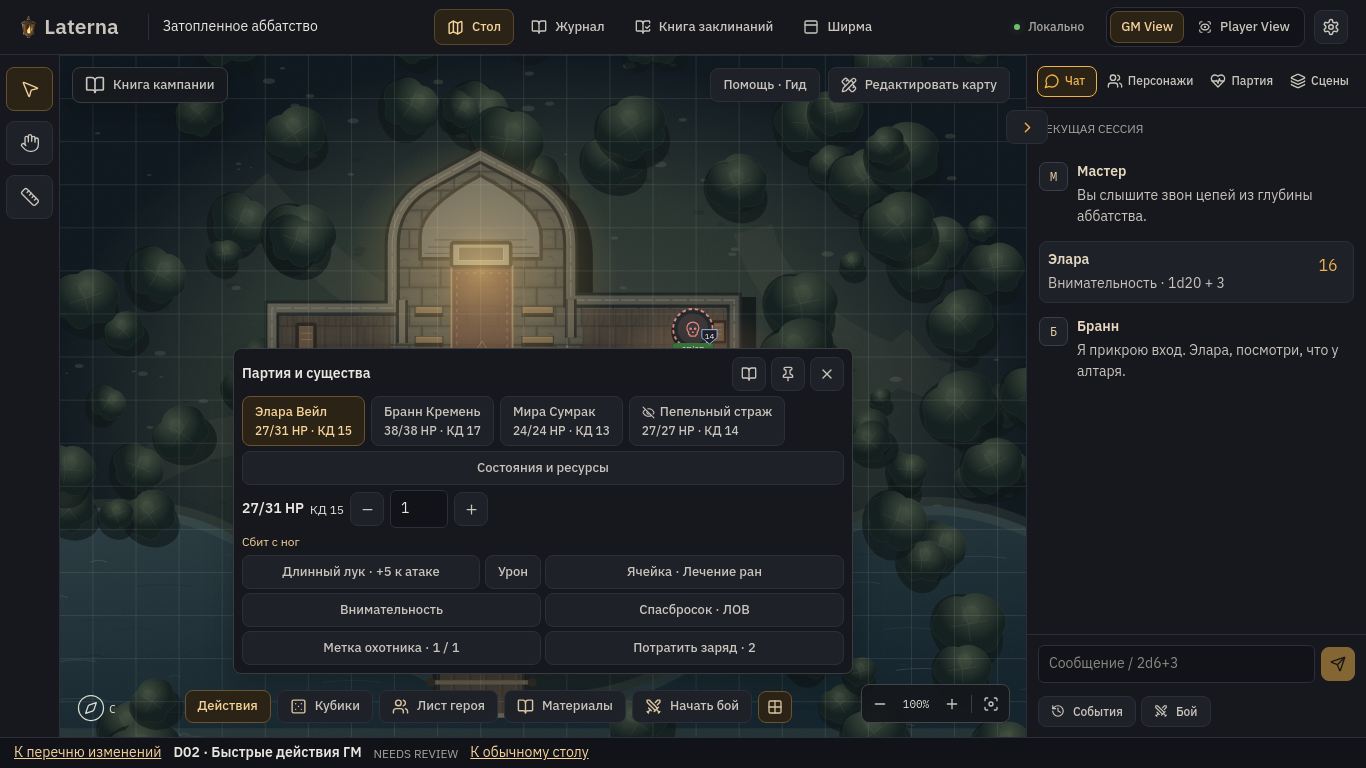 Laterna
Затопленное аббатство
Стол
Журнал
Книга заклинаний
Ширма
Локально
GM View
Player View
Книга кампании
Помощь · Гид
Редактировать карту
Чат
Персонажи
Партия
Сцены
ЕКУЩАЯ СЕССИЯ
М
Мастер
Вы слышите звон цепей из глубины
аббатства.
Элара
16
Внимательность · 1d20 + 3
Б
Бранн
Я прикрою вход. Элара, посмотри, что у
алтаря.
14
Партия и существа
Элара Вейл
27/31 HP · КД 15
Бранн Кремень
38/38 HP · КД 17
Мира Сумрак
24/24 HP · КД 13
Пепельный страж
27/27 HP · КД 14
Состояния и ресурсы
27/31 HP КД 15
−
1
+
Сбит с ног
Длинный лук · +5 к атаке
Урон
Ячейка · Лечение ран
Внимательность
Спасбросок · ЛОВ
Метка охотника · 1 / 1
Потратить заряд · 2
С
Действия
Кубики
Лист героя
Материалы
Начать бой
− 100% +
Сообщение / 2d6+3
События
Бой
К перечню изменений
D02 · Быстрые действия ГМ
NEEDS REVIEW
К обычному столу